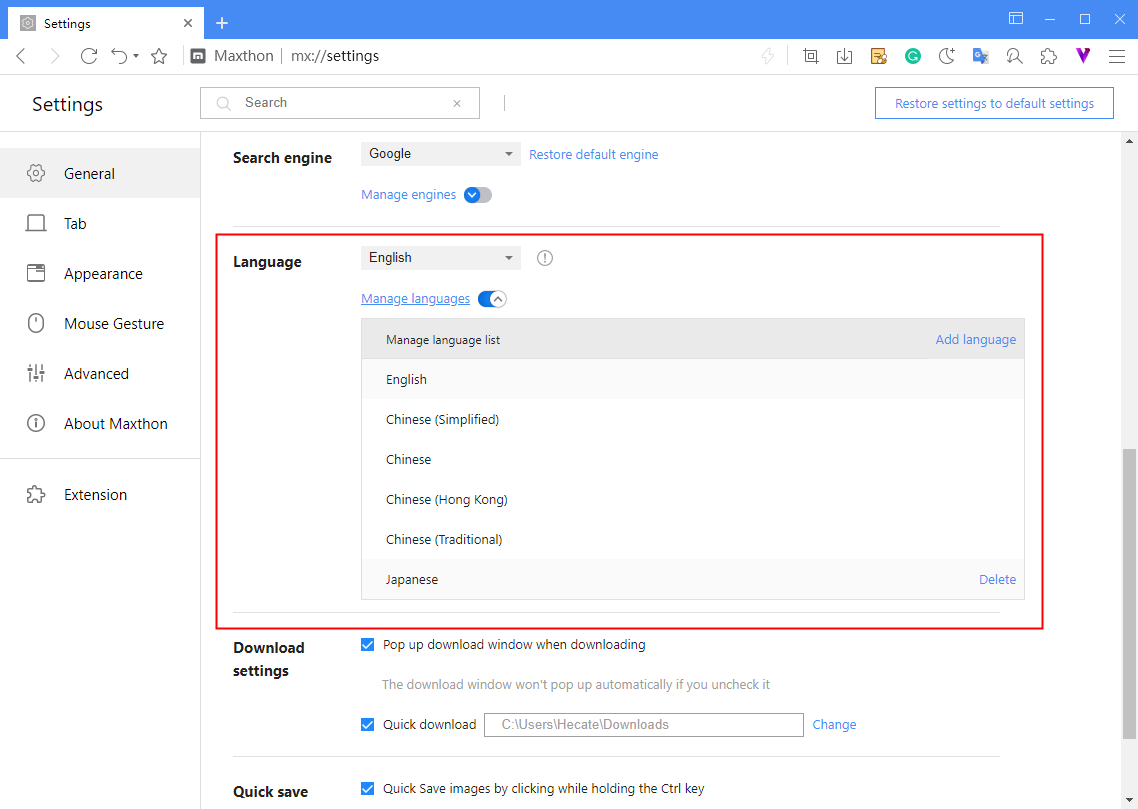 Settings
Maxthon
mx://settings
Settings
Search
Restore settings to default settings
General
Tab
Appearance
Mouse Gesture
Advanced
About Maxthon
Extension
Search engine
Google
Restore default engine
Manage engines
Language
English
Manage languages
Manage language list
Add language
English
Chinese (Simplified)
Chinese
Chinese (Hong Kong)
Chinese (Traditional)
Japanese
Delete
Download
settings
Pop up download window when downloading
The download window won't pop up automatically if you uncheck it
Quick download
C:\Users\Hecate\Downloads
Change
Quick save
Quick Save images by clicking while holding the Ctrl key